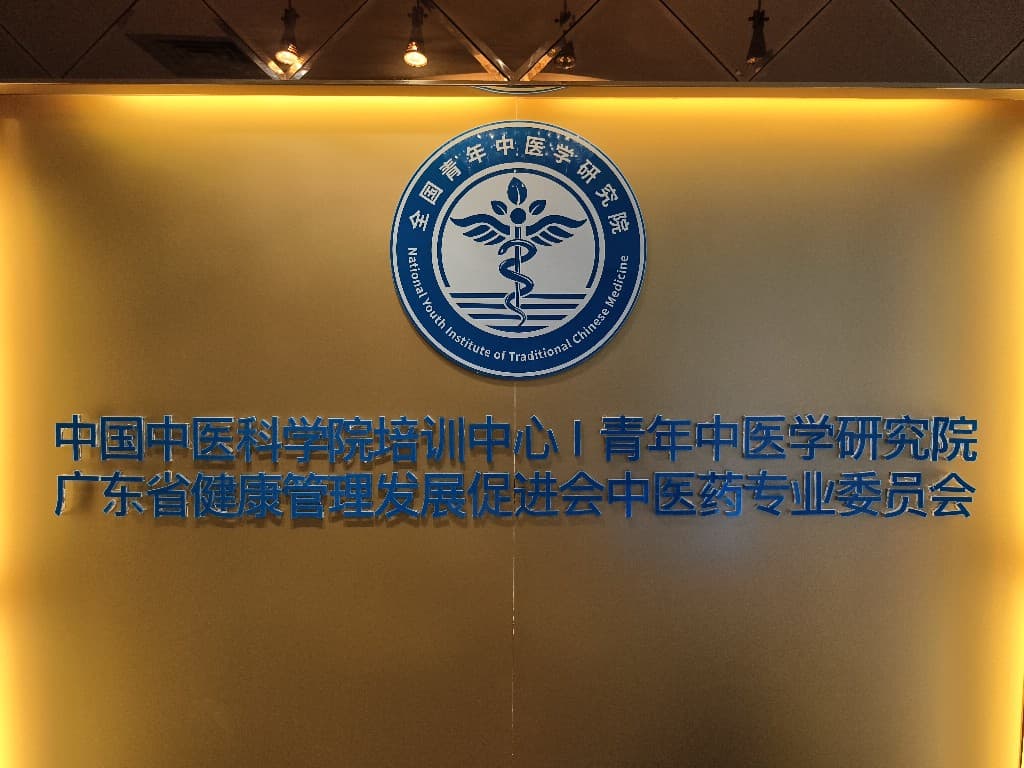 全国青年中医学研究院
National Youth Institute of Traditional Chinese Medicine
中国中医科学院培训中心 | 青年中医学研究院
广东省健康管理发展促进会中医药专业委员会